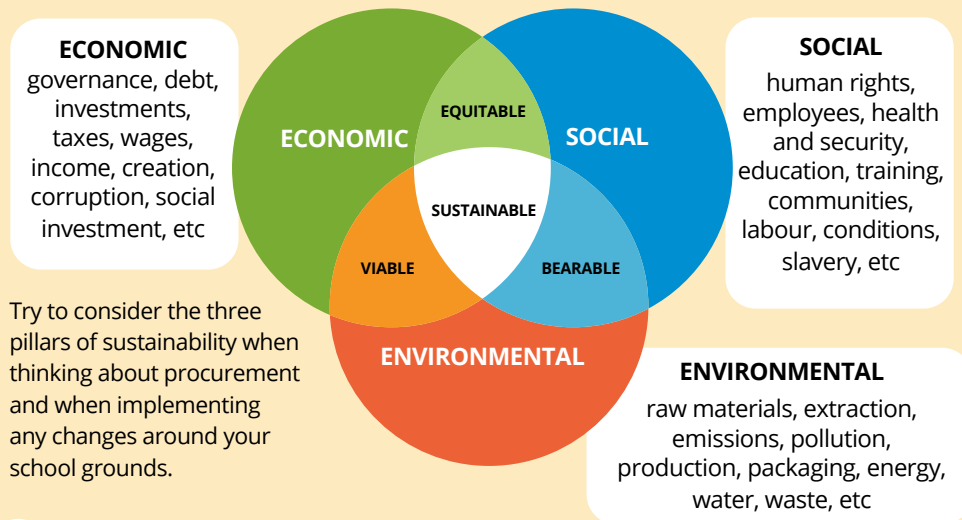 ECONOMIC
governance, debt,
investments,
taxes, wages,
income, creation,
corruption, social
investment, etc
SOCIAL
human rights,
employees, health
and security,
education, training,
communities,
labour, conditions,
slavery, etc
EQUITABLE
ECONOMIC
SOCIAL
SUSTAINABLE
VIABLE
BEARABLE
ENVIRONMENTAL
Try to consider the three
pillars of sustainability when
thinking about procurement
and when implementing
any changes around your
school grounds.
ENVIRONMENTAL
raw materials, extraction,
emissions, pollution,
production, packaging, energy,
water, waste, etc